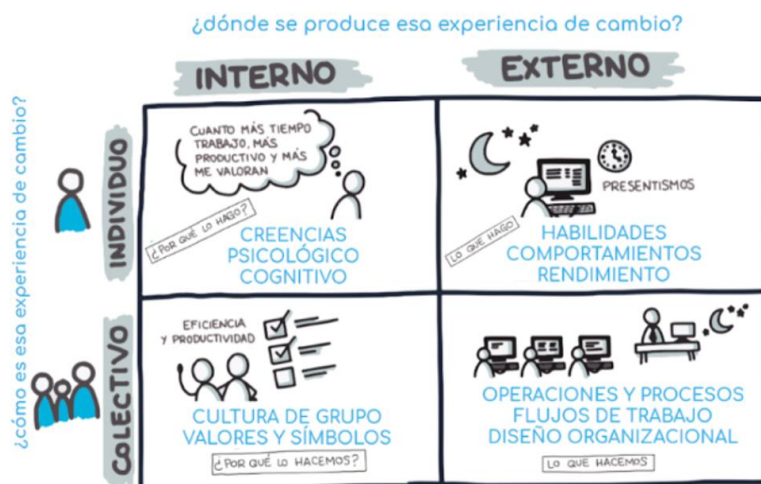 ¿dónde se produce esa experiencia de cambio?
INTERNO
EXTERNO
¿cómo es esa experiencia de cambio?
INDIVIDUO
CUANTO MÁS TIEMPO
TRABAJO, MÁS
PRODUCTIVO Y MÁS
ME VALORAN
¿POR QUÉ LO HAGO?
CREENCIAS
PSICOLÓGICO
COGNITIVO
PRESENTISMOS
LO QUE HAGO
HABILIDADES
COMPORTAMIENTOS
RENDIMIENTO
COLECTIVO
EFICIENCIA
Y PRODUCTIVIDAD
CULTURA DE GRUPO
VALORES Y SÍMBOLOS
¿POR QUÉ LO HACEMOS?
OPERACIONES Y PROCESOS
FLUJOS DE TRABAJO
DISEÑO ORGANIZACIONAL
LO QUE HACEMOS